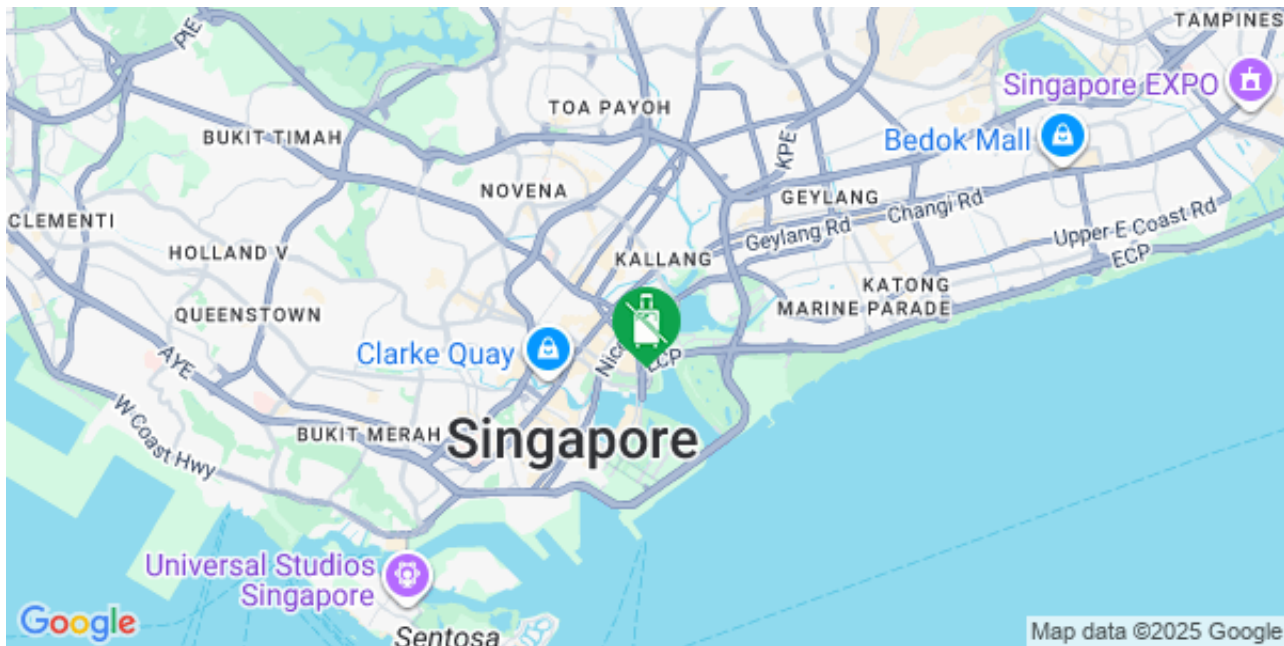 TAMPINES
PIE
Singapore EXPO
TOA PAYOH
BUKIT TIMAH
KPE
Bedok Mall
NOVENA
GEYLANG
Changi Rd
CLEMENTI
Geylang Rd
Upper E Coast Rd
HOLLAND V
KALLANG
ECP
KATONG
QUEENSTOWN
MARINE PARADE
AYE
Clarke Quay
Nico
ECP
W Coast Hwy
BUKIT MERAH
Singapore
Universal Studios
Singapore
Google
Sentosa
Map data ©2025 Google